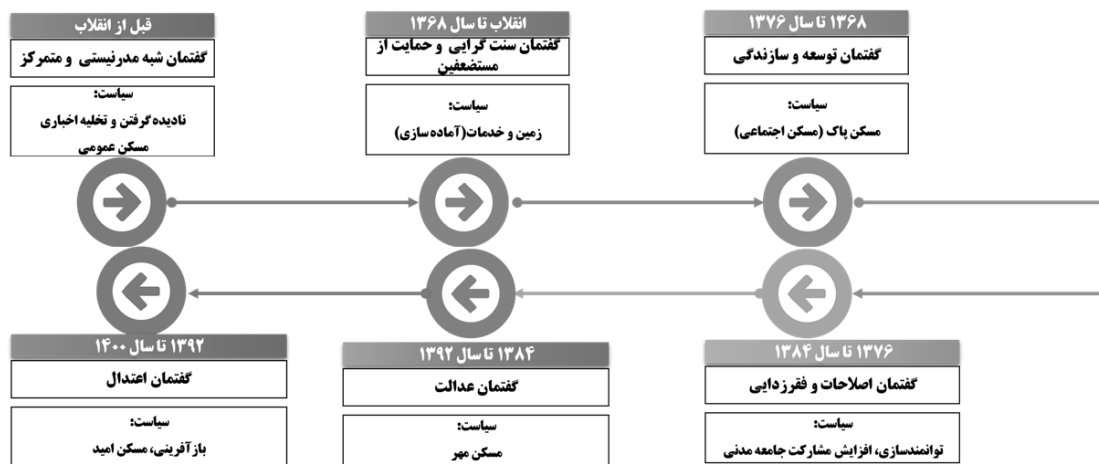 قبل از انقلاب
گفتمان شبه مدرنیستی و متمرکز
سیاست:
نادیده گرفتن و تخلیه اخباری
مسکن عمومی
انقلاب تا سال ۱۳۶۸
گفتمان سنت گرایی و حمایت از
مستضعفین
سیاست:
زمین و خدمات(آماده سازی)
۱۳۶۸ تا سال ۱۳۷۶
گفتمان توسعه و سازندگی
سیاست:
مسکن پاک (مسکن اجتماعی)
۱۳۷۶ تا سال ۱۳۸۴
گفتمان اصلاحات و فقرزدایی
سیاست:
توانمندسازی، افزایش مشارکت جامعه مدنی
۱۳۸۴ تا سال ۱۳۹۲
گفتمان عدالت
سیاست:
مسکن مهر
۱۳۹۲ تا سال ۱۴۰۰
گفتمان اعتدال
سیاست:
بازآفرینی، مسکن امید